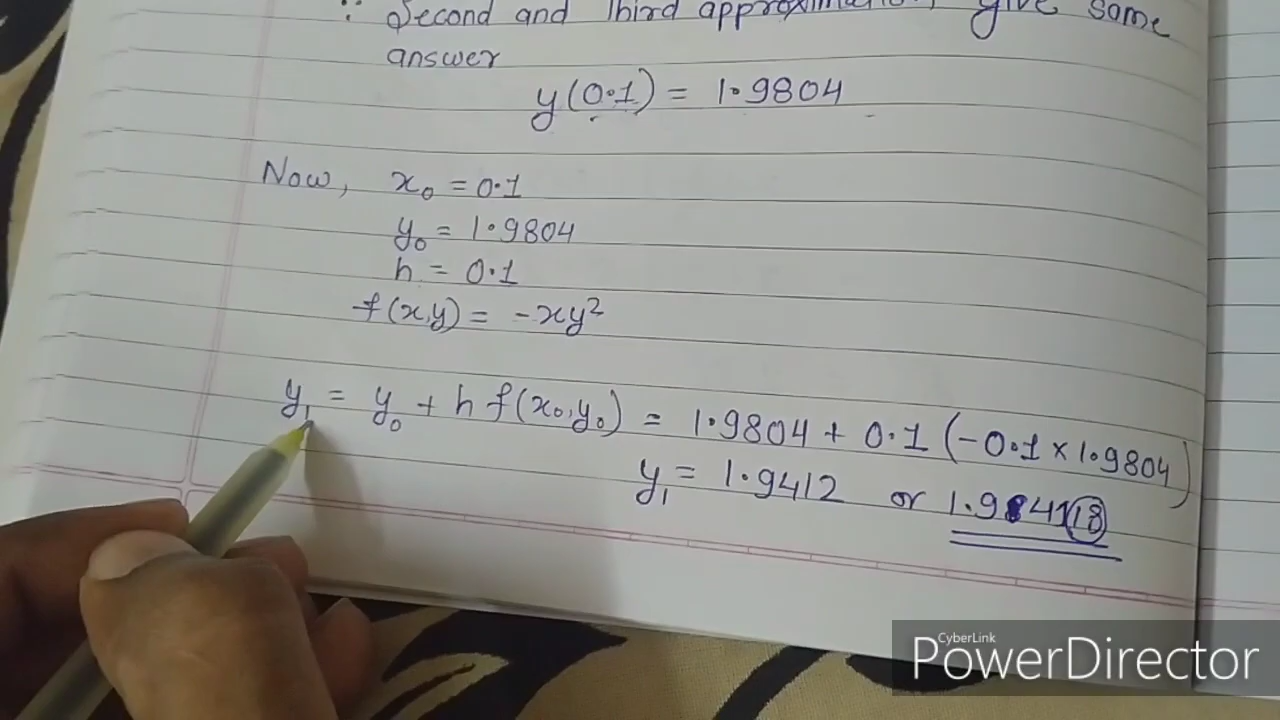 ∵ Second and Third approximation give same
answer
y(0.1) = 1.9804
Now, x₀ = 0.1
y₀ = 1.9804
h = 0.1
f(x,y) = -xy²
y₁ = y₀ + h f(x₀,y₀) = 1.9804 + 0.1 (-0.1 × 1.9804)
y₁ = 1.9412 or 1.94118
CyberLink
PowerDirector